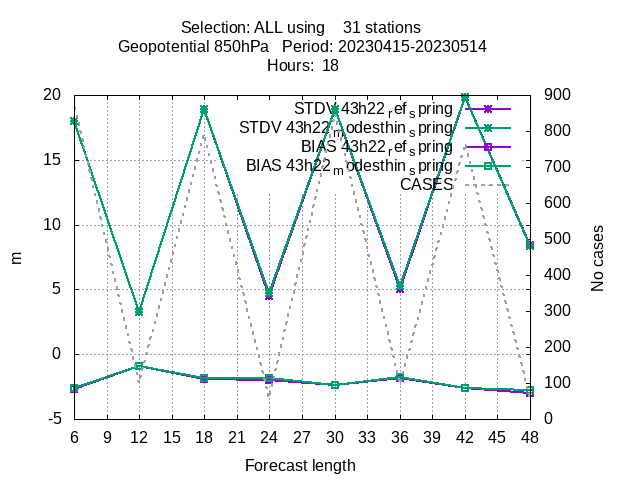 Selection: ALL using    31 stations
Geopotential 850hPa   Period: 20230415-20230514
Hours:  18
20
15
10
5
0
-5
m
STDV 43h22_ref_spring
STDV 43h22_modesthin_spring
BIAS 43h22_ref_spring
BIAS 43h22_modesthin_spring
CASES
900
800
700
600
500
400
300
200
100
0
No cases
6 9 12 15 18 21 24 27 30 33 36 39 42 45 48
Forecast length